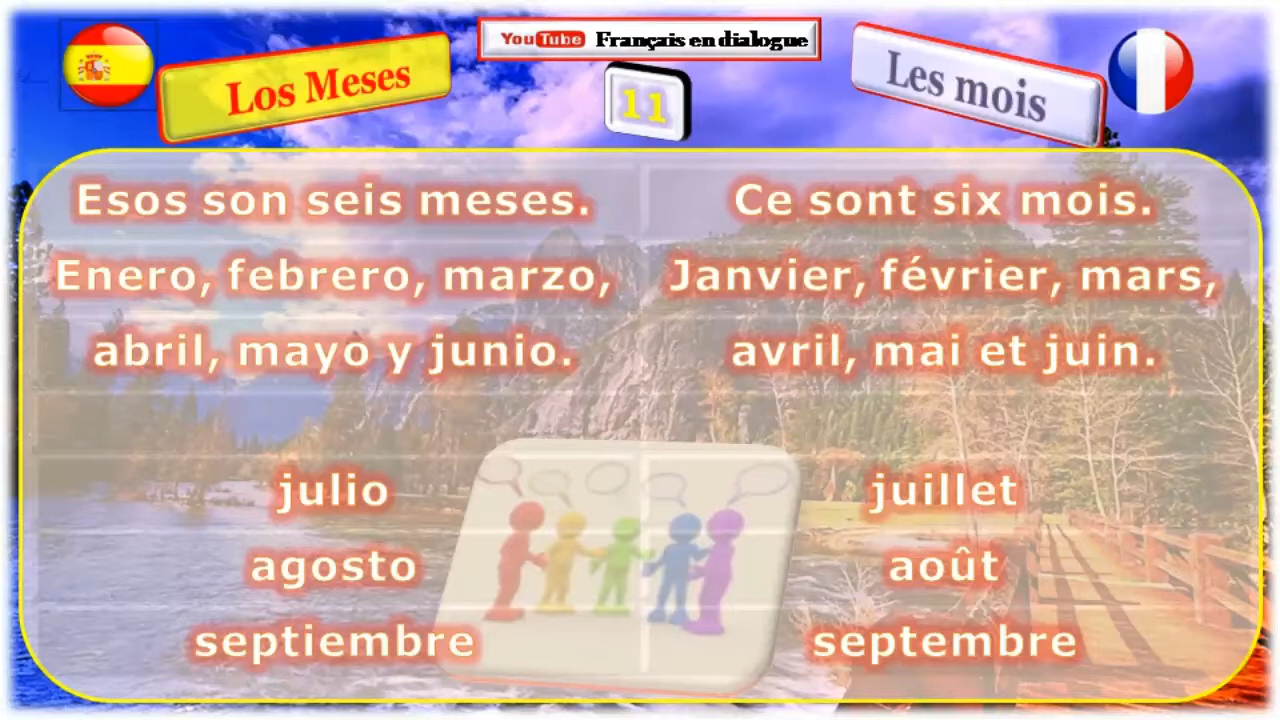 YouTube Français en dialogue
Los Meses
11
Les mois
Esos son seis meses.
Ce sont six mois.
Enero, febrero, marzo,
Janvier, février, mars,
abril, mayo y junio.
avril, mai et juin.
julio
juillet
agosto
août
septiembre
septembre